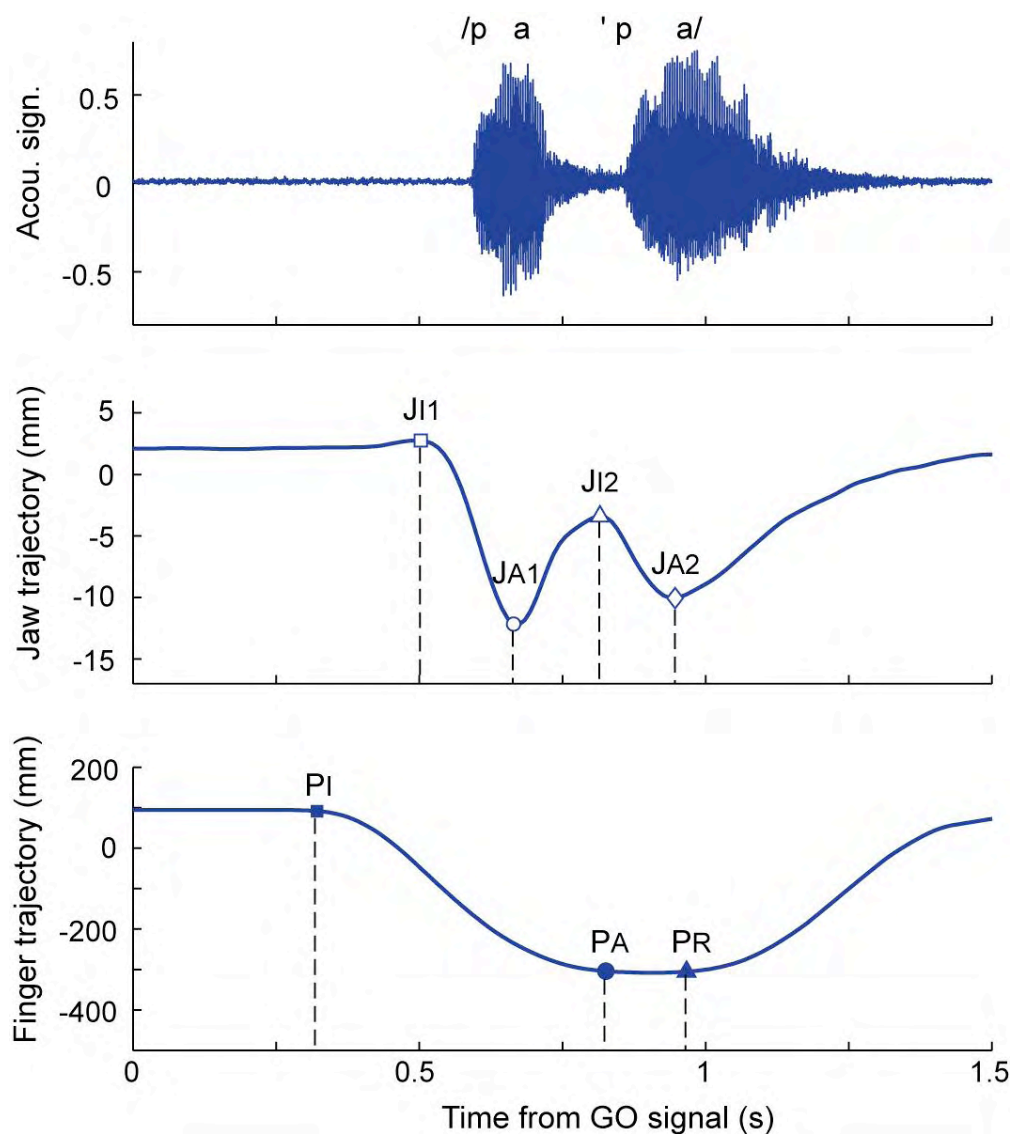 /p a ' p a/
Acou. sign.
0.5
0
-0.5
Jaw trajectory (mm)
5
0
-5
-10
-15
JI1
JA1
JI2
JA2
Finger trajectory (mm)
200
0
-200
-400
PI
PA
PR
0 0.5 1 1.5
Time from GO signal (s)